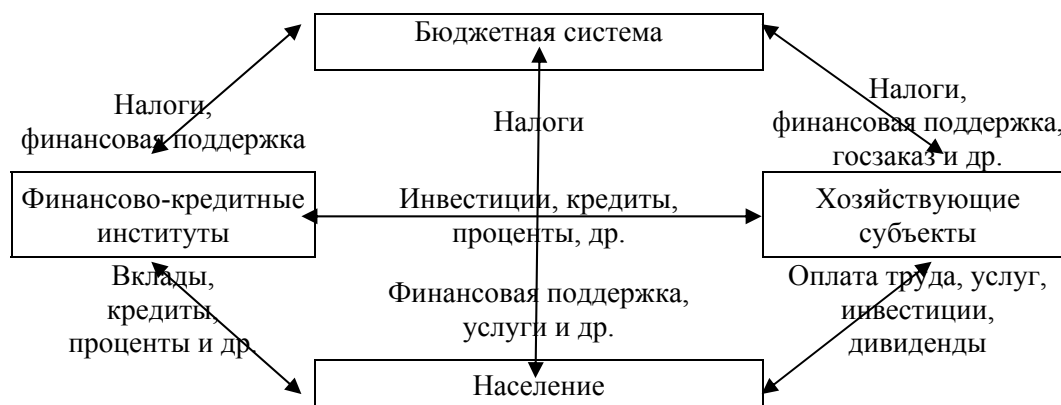 Бюджетная система
Налоги,
финансовая поддержка
Налоги
Налоги,
финансовая поддержка,
госзаказ и др.
Финансово-кредитные
институты
Инвестиции, кредиты,
проценты, др.
Хозяйствующие
субъекты
Вклады,
кредиты,
проценты и др.
Финансовая поддержка,
услуги и др.
Оплата труда, услуг,
инвестиции,
дивиденды
Население